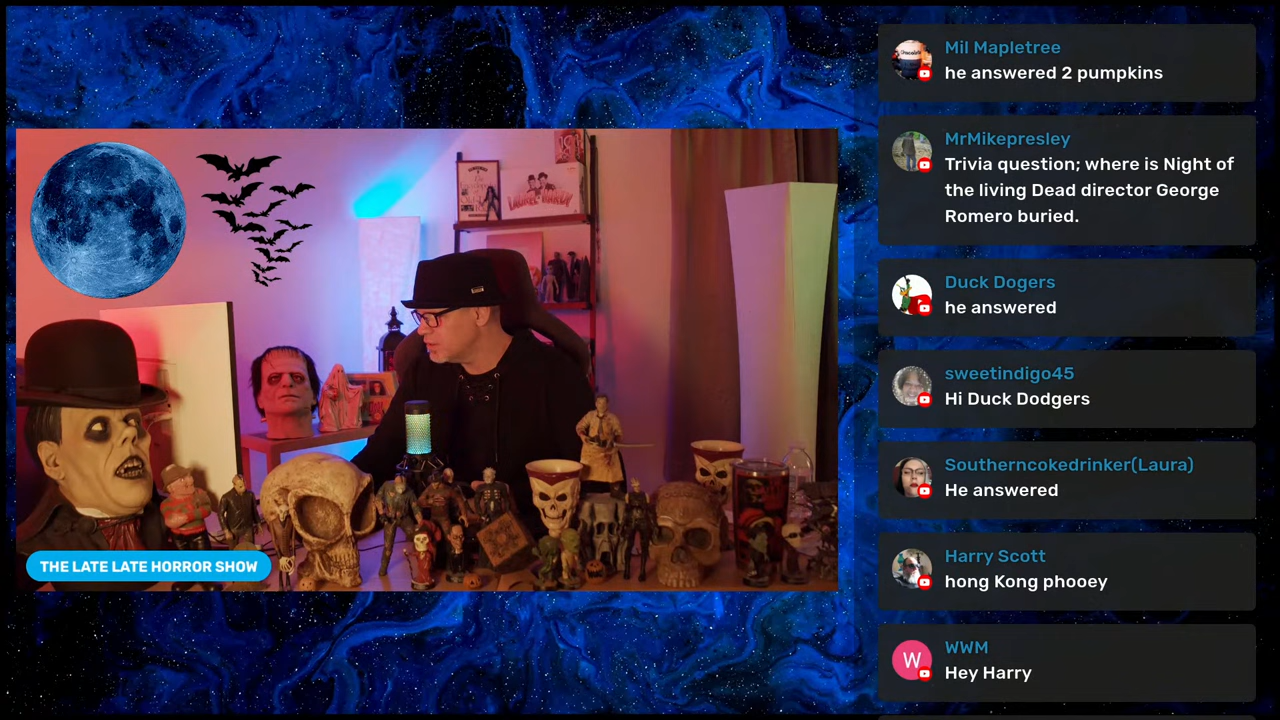 Mil Mapletree
he answered 2 pumpkins
MrMikepresley
Trivia question; where is Night of
the living Dead director George
Romero buried.
Duck Dogers
he answered
sweetindigo45
Hi Duck Dodgers
Southerncokedrinker(Laura)
He answered
Harry Scott
hong Kong phooey
W
WWM
Hey Harry
LAUREL HARDY
THE LATE LATE HORROR SHOW